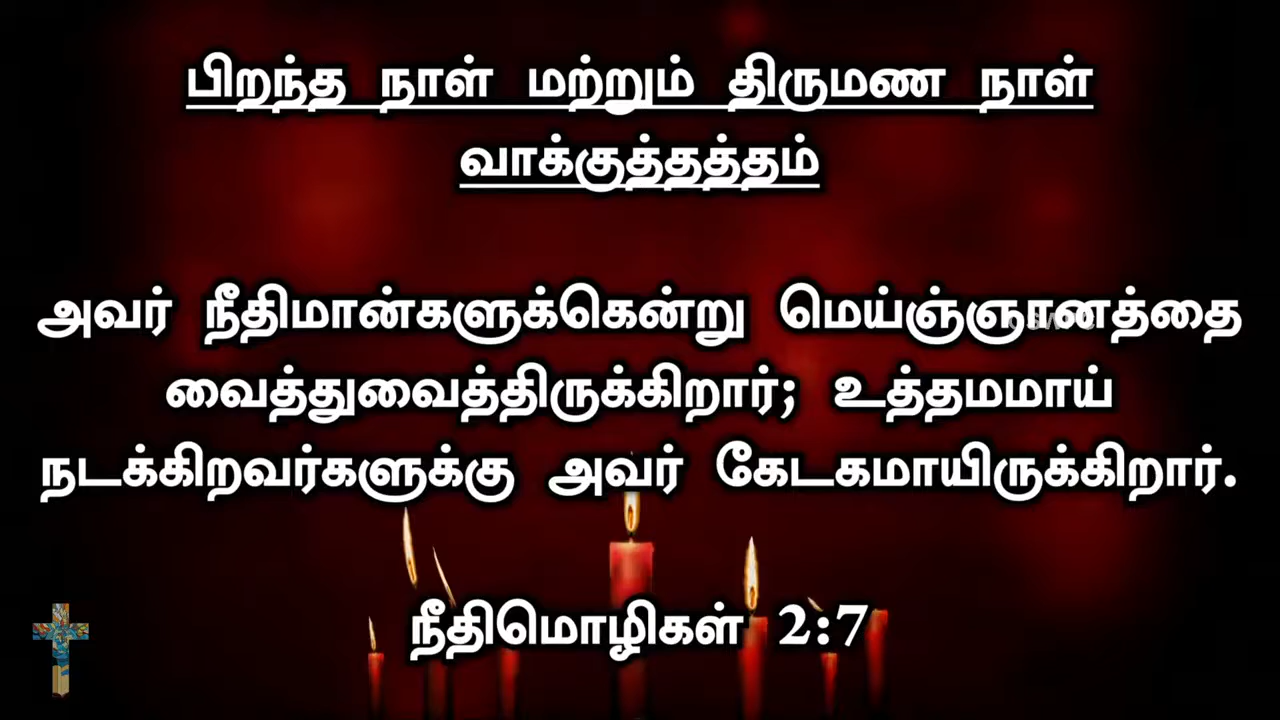 பிறந்த நாள் மற்றும் திருமண நாள்
வாக்குத்தத்தம்
அவர் நீதிமான்களுக்கென்று மெய்ஞ்ஞானத்தை
வைத்துவைத்திருக்கிறார்; உத்தமமாய்
நடக்கிறவர்களுக்கு அவர் கேடகமாயிருக்கிறார்.
நீதிமொழிகள் 2:7